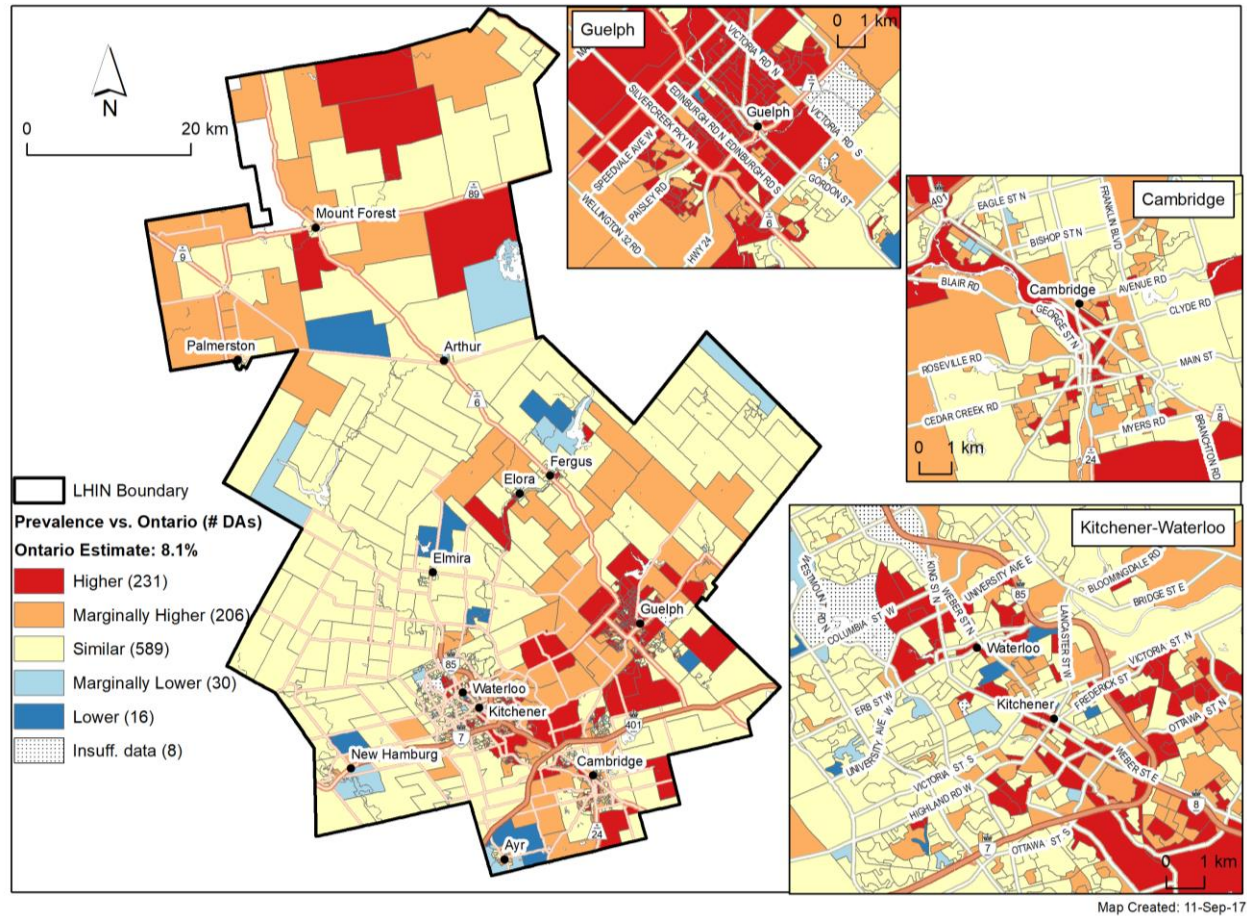 N
0 20 km
89
Mount Forest
9
Palmerston
Arthur
6
Fergus
Elora
Elmira
Guelph
85
Waterloo
Kitchener
401
7
New Hamburg
Cambridge
24
Ayr
LHIN Boundary
Prevalence vs. Ontario (# DAs)
Ontario Estimate: 8.1%
Higher (231)
Marginally Higher (206)
Similar (589)
Marginally Lower (30)
Lower (16)
Insuff. data (8)
Guelph
0 1 km
VICTORIA RD N
7
SILVERCREEK PKY N
EDINBURGH RD N
Guelph
VICTORIA RD S
SPEEDVALE AVE W
EDINBURGH RD S
PAISLEY RD
GORDON ST
WELLINGTON 32 RD
6
HWY 24
Cambridge
401
EAGLE ST N
FRANKLIN BLVD
BISHOP ST N
BLAIR RD
Cambridge
AVENUE RD
GEORGE ST N
CLYDE RD
ROSEVILLE RD
MAIN ST
CEDAR CREEK RD
8
MYERS RD
BRANCHTON RD
0 1 km
24
Kitchener-Waterloo
WESTMOUNT RD N
KING ST N
WEBER ST N
UNIVERSITY AVE E
85
BLOOMINGDALE RD
BRIDGE ST E
COLUMBIA ST W
LANCASTER ST W
Waterloo
VICTORIA ST N
ERB ST W
FREDERICK ST
Kitchener
OTTAWA ST N
UNIVERSITY AVE W
WEBER ST E
VICTORIA ST S
HIGHLAND RD W
8
7
OTTAWA ST S
0 1 km
Map Created: 11-Sep-17